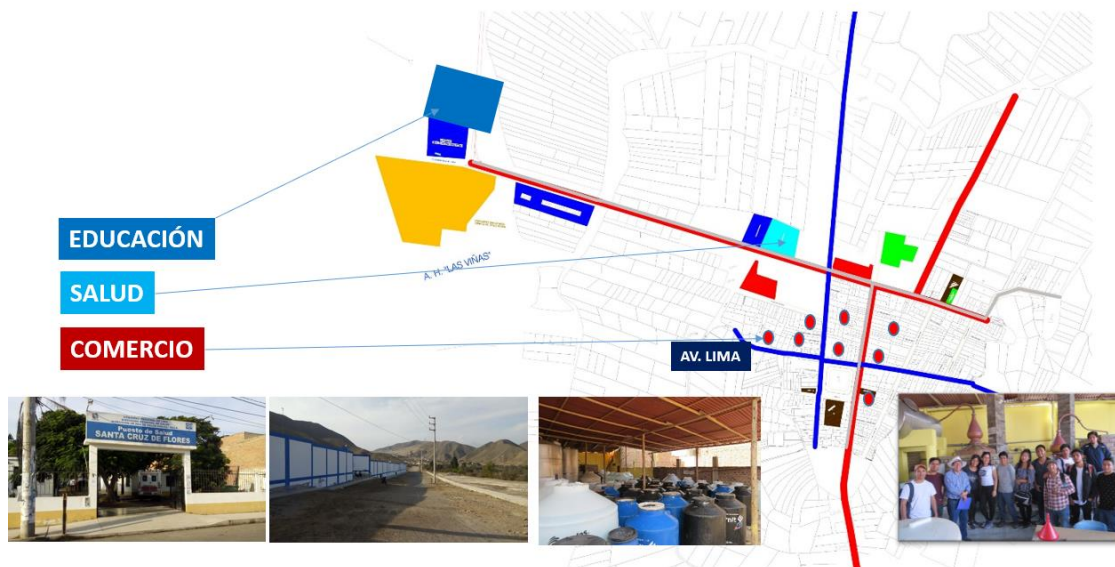 EDUCACIÓN
SALUD
COMERCIO
A. H. "LAS VIÑAS"
AV. LIMA
Puesto de Salud
SANTA CRUZ DE FLORES